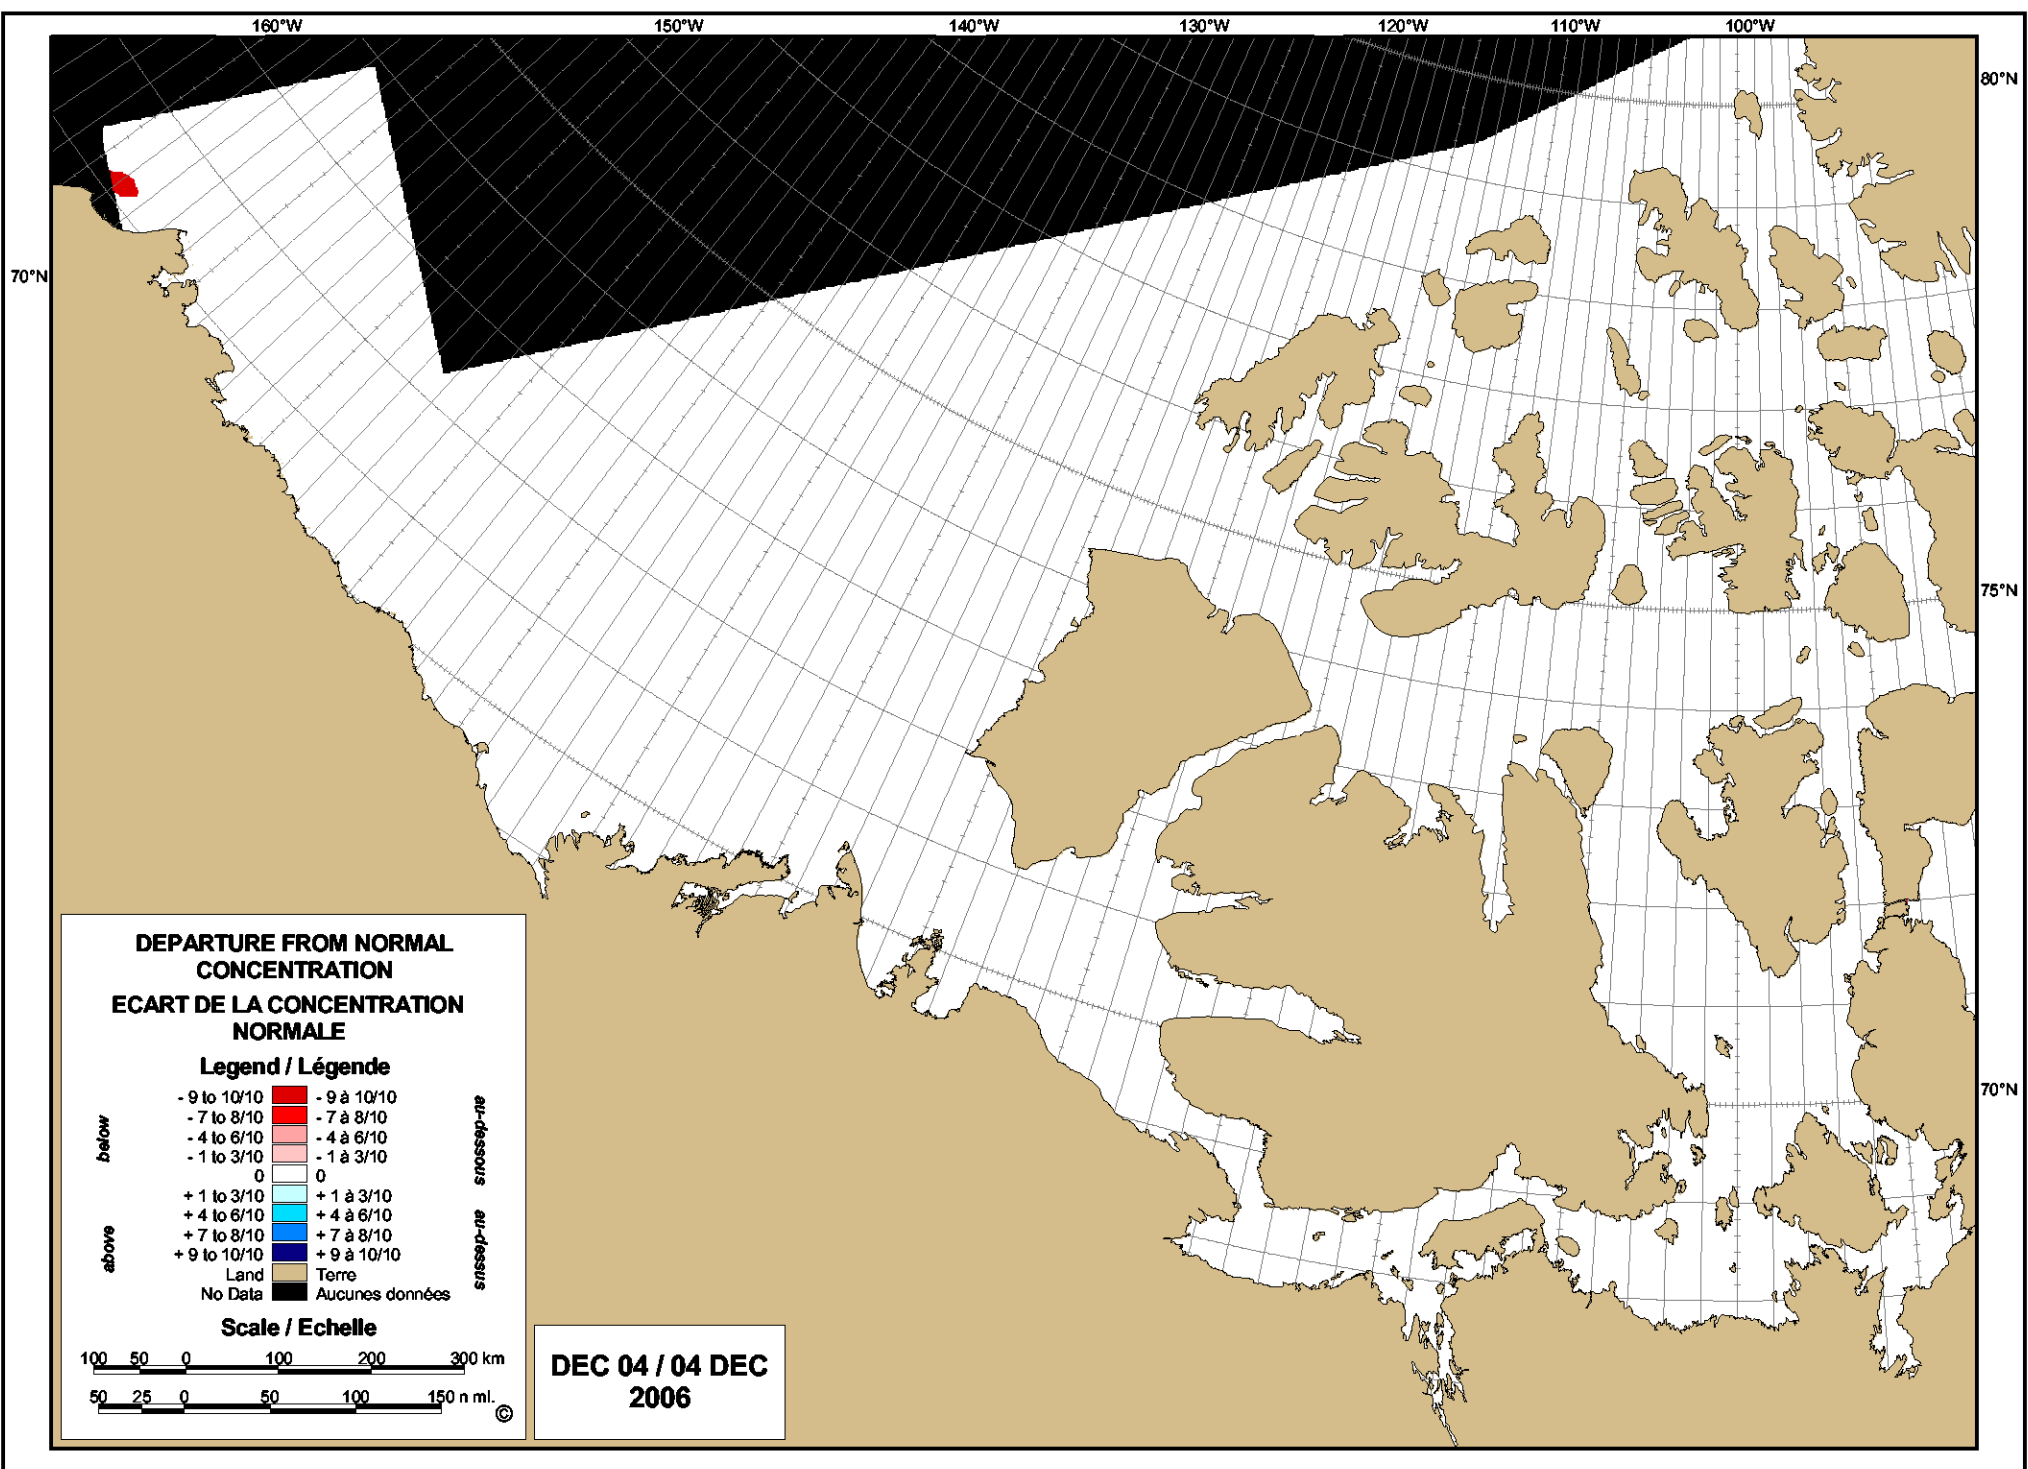 160°W 150°W 140°W 130°W 120°W 110°W 100°W
80°N
70°N
75°N
70°N
DEPARTURE FROM NORMAL
CONCENTRATION
ECART DE LA CONCENTRATION
NORMALE
Legend / Légende
below
above
- 9 to 10/10 - 9 à 10/10
- 7 to 8/10 - 7 à 8/10
- 4 to 6/10 - 4 à 6/10
- 1 to 3/10 - 1 à 3/10
0 0
+ 1 to 3/10 + 1 à 3/10
+ 4 to 6/10 + 4 à 6/10
+ 7 to 8/10 + 7 à 8/10
+ 9 to 10/10 + 9 à 10/10
Land Terre
No Data Aucunes données
au-dessous
au-dessus
Scale / Echelle
100 50 0 100 200 300 km
50 25 0 50 100 150 n ml.
©
DEC 04 / 04 DEC
2006